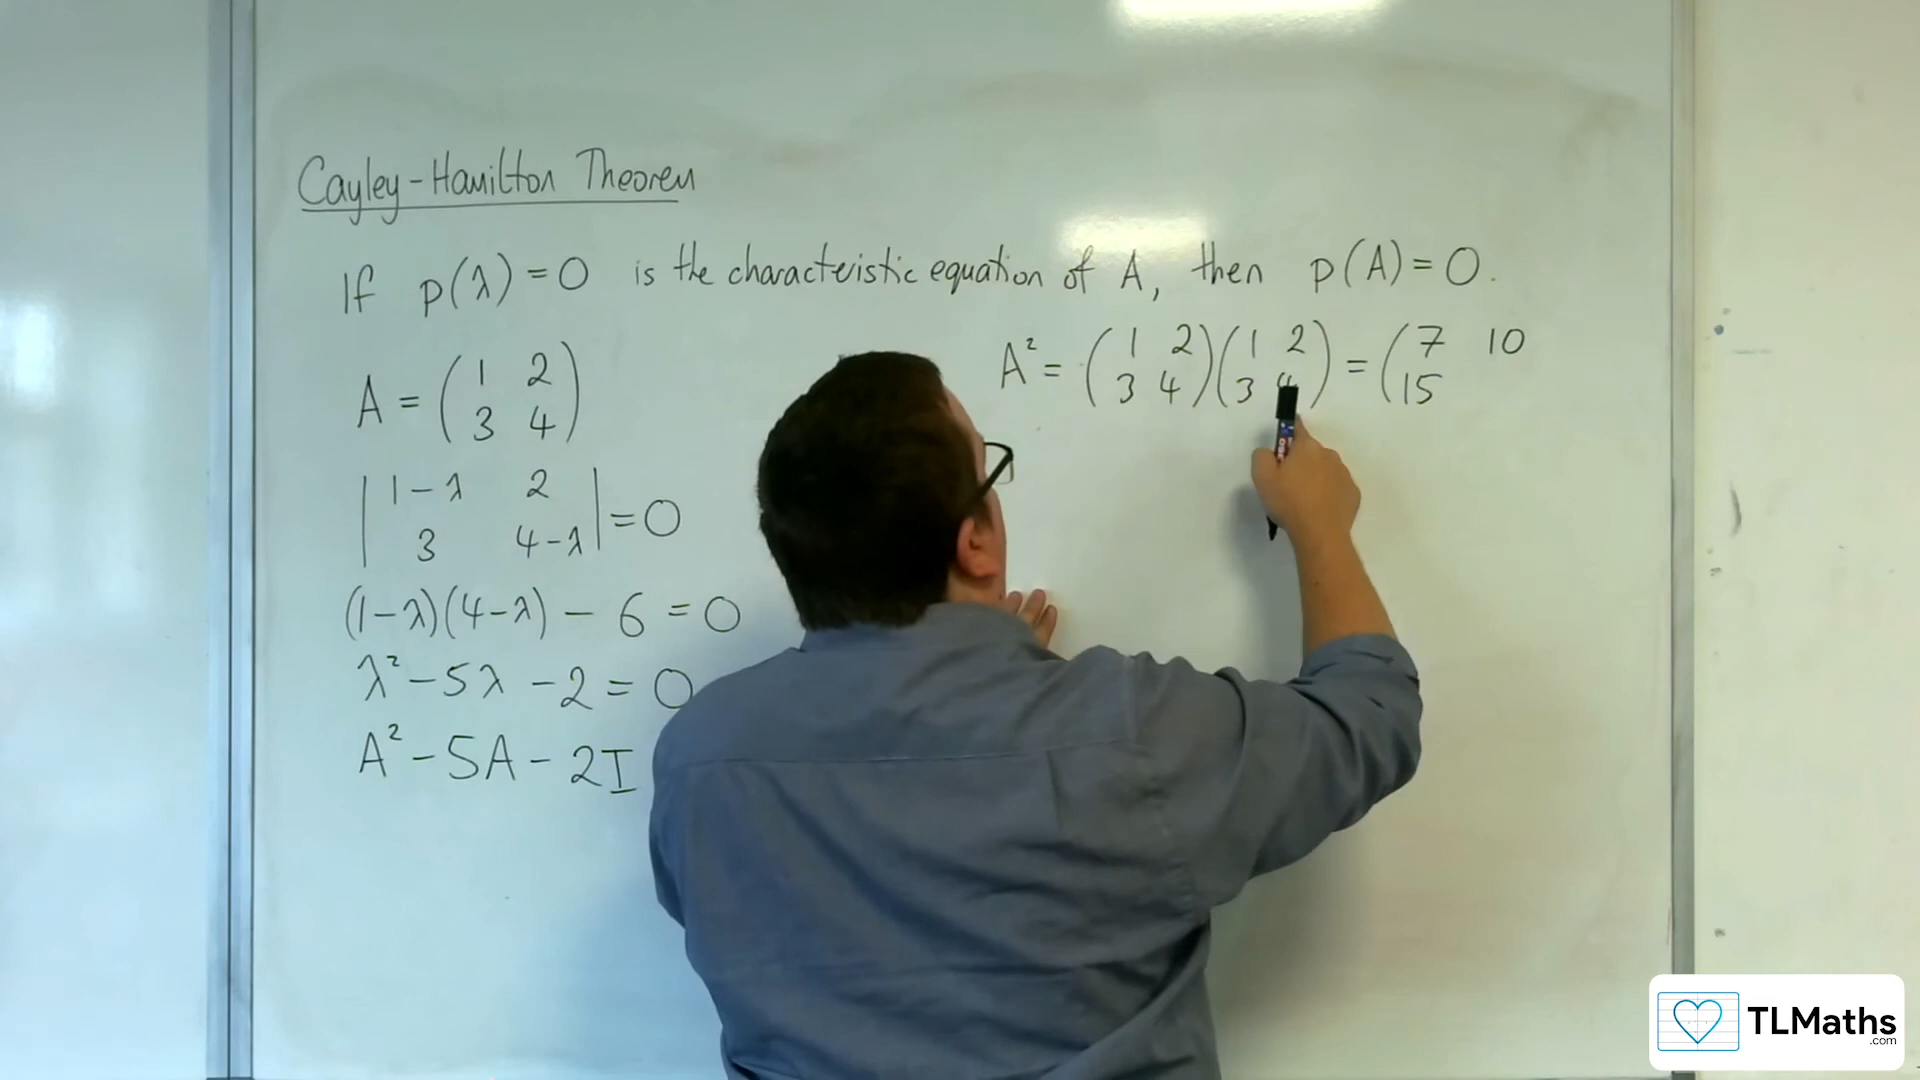 Cayley-Hamilton Theorem
If p(λ)=0 is the characteristic equation of A, then p(A)=0.
A = (1 2
3 4)
|1-λ 2
3 4-λ| = 0
(1-λ)(4-λ) - 6 = 0
λ² - 5λ - 2 = 0
A² - 5A - 2I
A² = (1 2)(1 2) = (7 10
3 4 3 4 15
TLMaths
.com